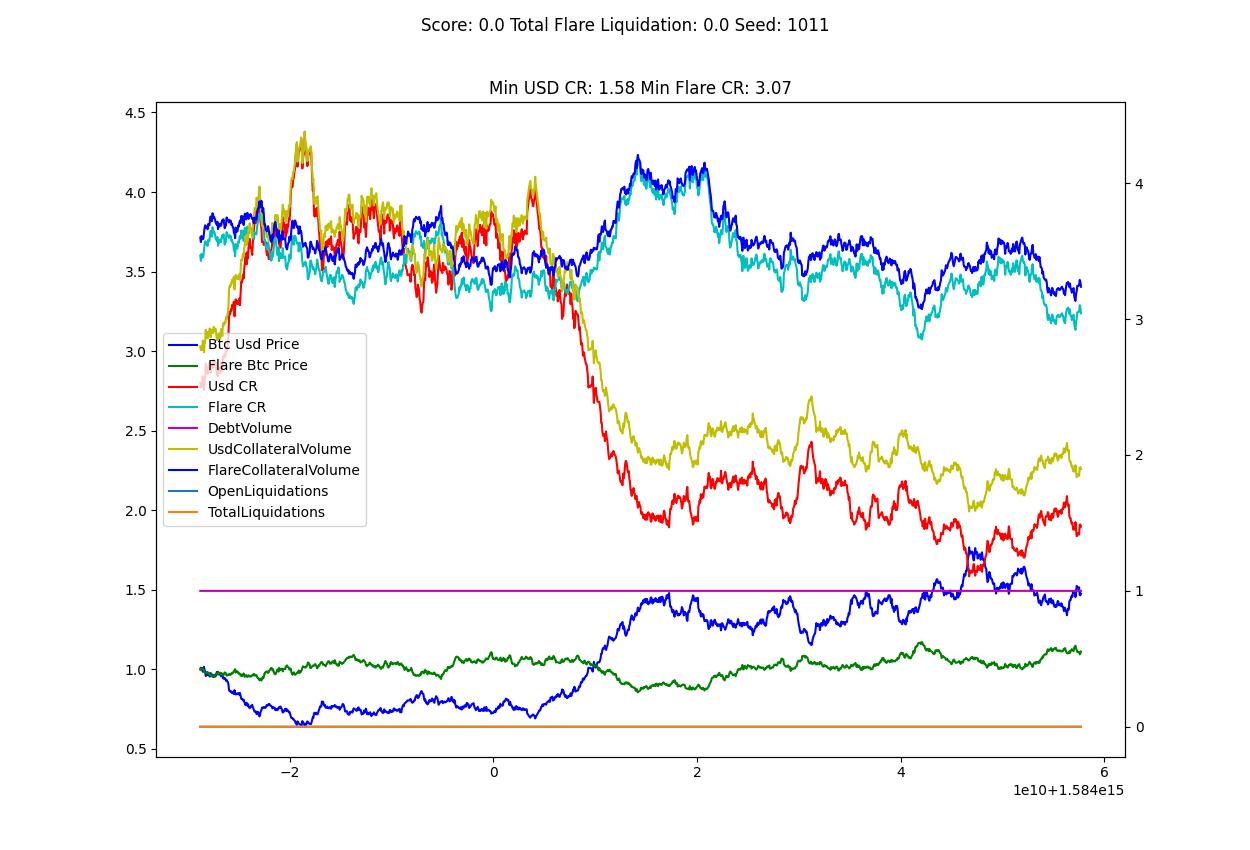 Score: 0.0 Total Flare Liquidation: 0.0 Seed: 1011
Min USD CR: 1.58 Min Flare CR: 3.07
4.5
4.0
3.5
3.0
2.5
2.0
1.5
1.0
0.5
4
3
2
1
0
Btc Usd Price
Flare Btc Price
Usd CR
Flare CR
DebtVolume
UsdCollateralVolume
FlareCollateralVolume
OpenLiquidations
TotalLiquidations
−2 0 2 4 6
1e10+1.584e15